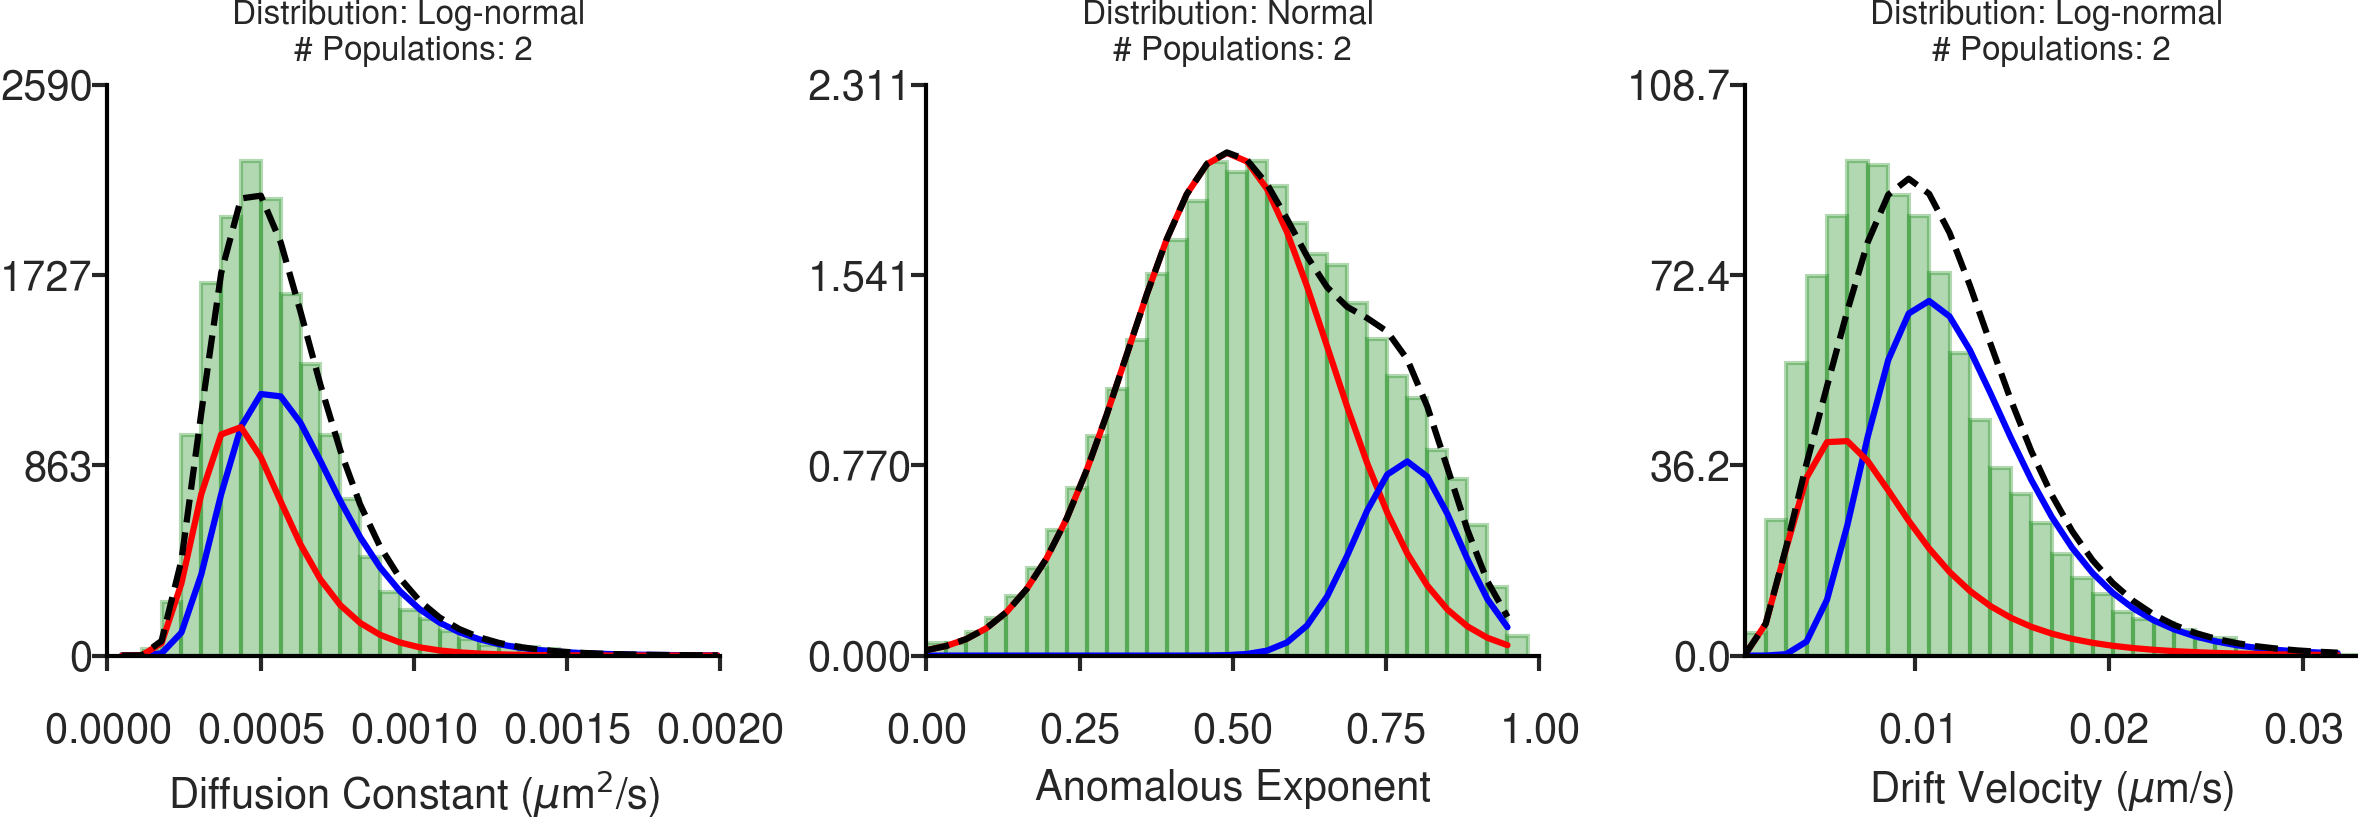 Distribution: Log-normal
# Populations: 2
2590
1727
863
0
0.0000 0.0005 0.0010 0.0015 0.0020
Diffusion Constant (μm²/s)
Distribution: Normal
# Populations: 2
2.311
1.541
0.770
0.000
0.00 0.25 0.50 0.75 1.00
Anomalous Exponent
Distribution: Log-normal
# Populations: 2
108.7
72.4
36.2
0.0
0.01 0.02 0.03
Drift Velocity (μm/s)